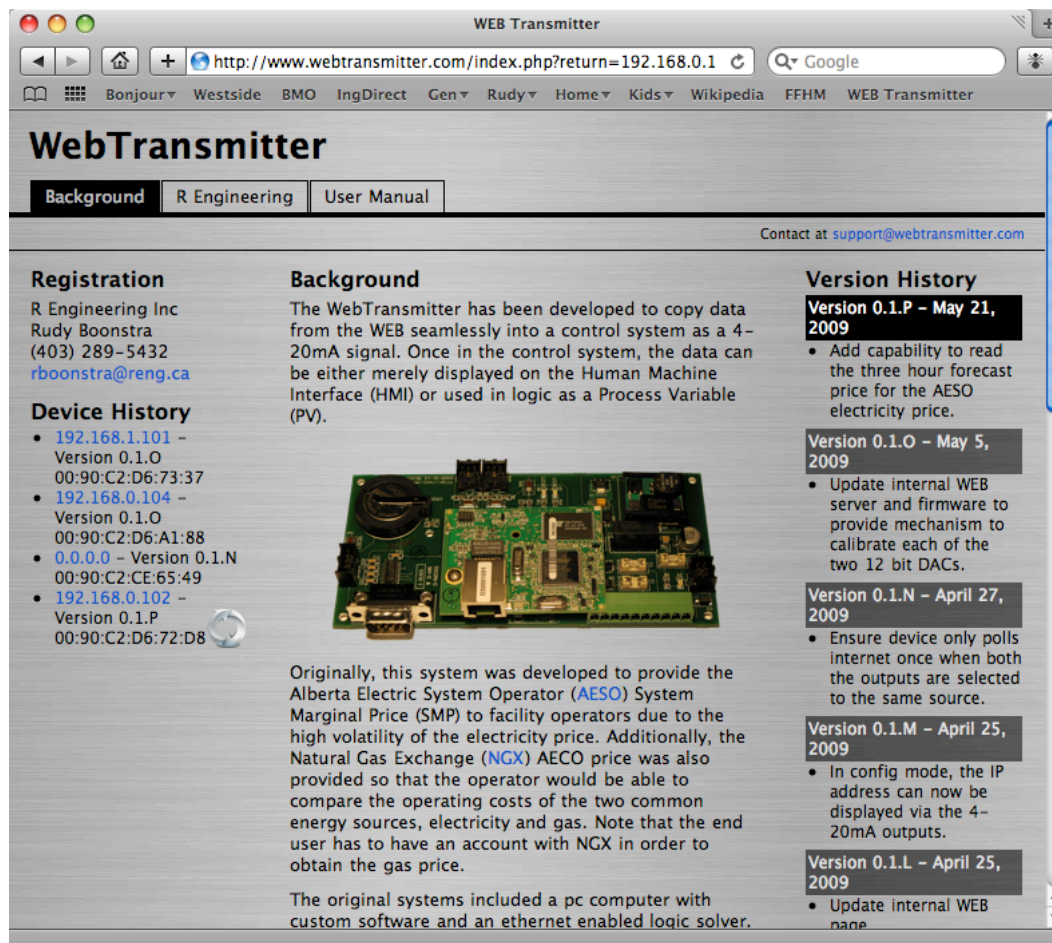 WEB Transmitter
http://www.webtransmitter.com/index.php?return=192.168.0.1
Google
Bonjour Westside BMO IngDirect Gen Rudy Home Kids Wikipedia FFHM WEB Transmitter
WebTransmitter
Background R Engineering User Manual
Contact at support@webtransmitter.com
Registration
R Engineering Inc
Rudy Boonstra
(403) 289-5432
rboonstra@reng.ca
Device History
• 192.168.1.101 –
Version 0.1.O
00:90:C2:D6:73:37
• 192.168.0.104 –
Version 0.1.O
00:90:C2:D6:A1:88
• 0.0.0.0 – Version 0.1.N
00:90:C2:CE:65:49
• 192.168.0.102 –
Version 0.1.P
00:90:C2:D6:72:D8
Background
The WebTransmitter has been developed to copy data
from the WEB seamlessly into a control system as a 4-
20mA signal. Once in the control system, the data can
be either merely displayed on the Human Machine
Interface (HMI) or used in logic as a Process Variable
(PV).
Originally, this system was developed to provide the
Alberta Electric System Operator (AESO) System
Marginal Price (SMP) to facility operators due to the
high volatility of the electricity price. Additionally, the
Natural Gas Exchange (NGX) AECO price was also
provided so that the operator would be able to
compare the operating costs of the two common
energy sources, electricity and gas. Note that the end
user has to have an account with NGX in order to
obtain the gas price.
The original systems included a pc computer with
custom software and an ethernet enabled logic solver.
Version History
Version 0.1.P – May 21,
2009
• Add capability to read
the three hour forecast
price for the AESO
electricity price.
Version 0.1.O – May 5,
2009
• Update internal WEB
server and firmware to
provide mechanism to
calibrate each of the
two 12 bit DACs.
Version 0.1.N – April 27,
2009
• Ensure device only polls
internet once when both
the outputs are selected
to the same source.
Version 0.1.M – April 25,
2009
• In config mode, the IP
address can now be
displayed via the 4-
20mA outputs.
Version 0.1.L – April 25,
2009
• Update internal WEB
page